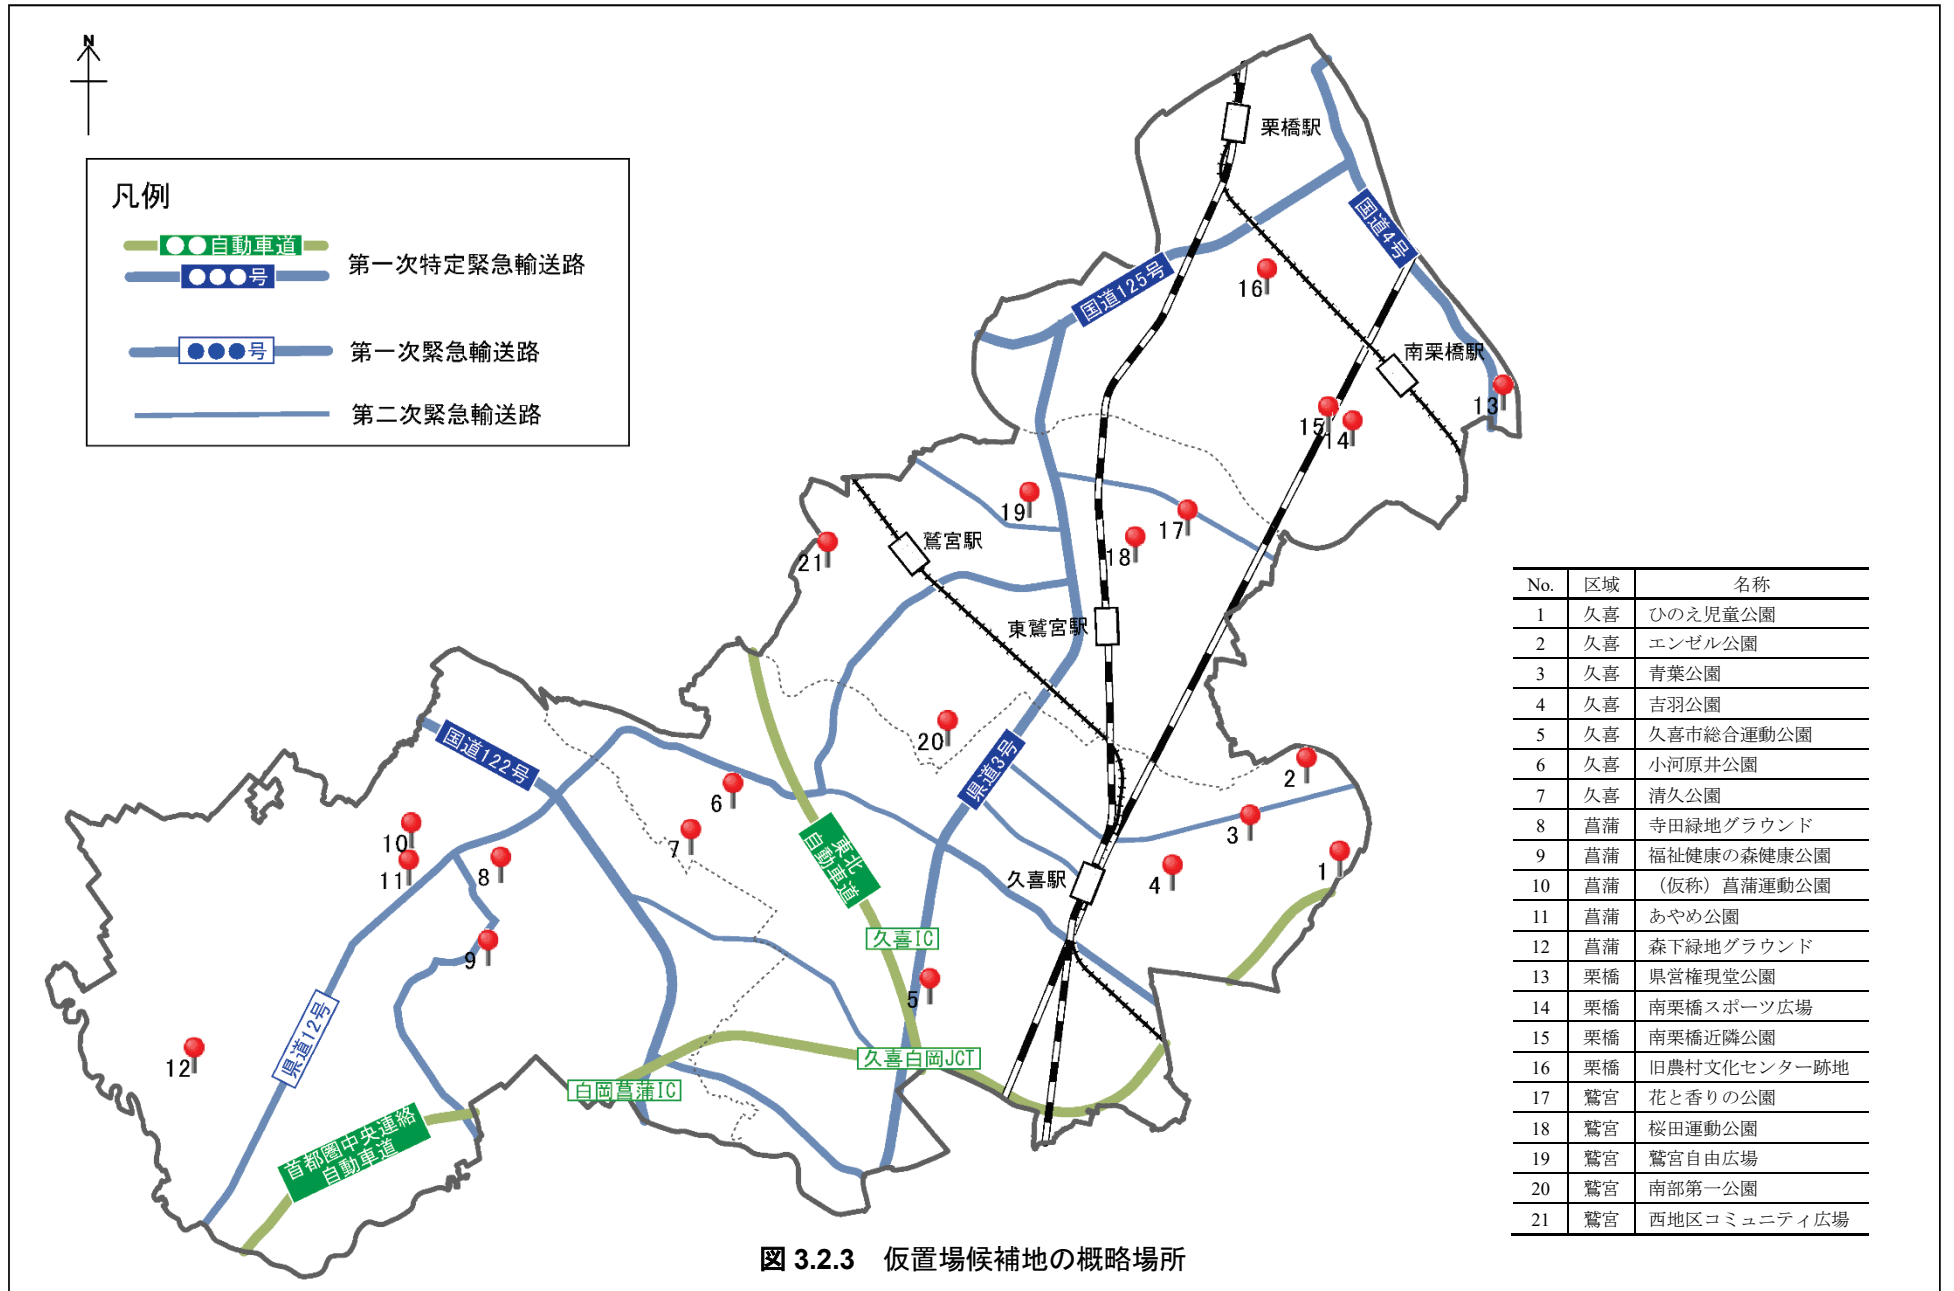 N
凡例
●●自動車道
●●●号
第一次特定緊急輸送路
●●●号
第一次緊急輸送路
第二次緊急輸送路
栗橋駅
国道4号
国道125号
16
南栗橋駅
13
15
14
19
17
18
21
鷲宮駅
東鷲宮駅
20
国道122号
県道3号
2
6
3
7
10
11
8
東北
自動車道
久喜駅
4
1
久喜IC
9
5
県道12号
12
久喜白岡JCT
白岡菖蒲IC
首都圏中央連絡
自動車道
No. 区域 名称
1 久喜 ひのえ児童公園
2 久喜 エンゼル公園
3 久喜 青葉公園
4 久喜 吉羽公園
5 久喜 久喜市総合運動公園
6 久喜 小河原井公園
7 久喜 清久公園
8 菖蒲 寺田緑地グラウンド
9 菖蒲 福祉健康の森健康公園
10 菖蒲 （仮称）菖蒲運動公園
11 菖蒲 あやめ公園
12 菖蒲 森下緑地グラウンド
13 栗橋 県営権現堂公園
14 栗橋 南栗橋スポーツ広場
15 栗橋 南栗橋近隣公園
16 栗橋 旧農村文化センター跡地
17 鷲宮 花と香りの公園
18 鷲宮 桜田運動公園
19 鷲宮 鷲宮自由広場
20 鷲宮 南部第一公園
21 鷲宮 西地区コミュニティ広場
図 3.2.3 仮置場候補地の概略場所